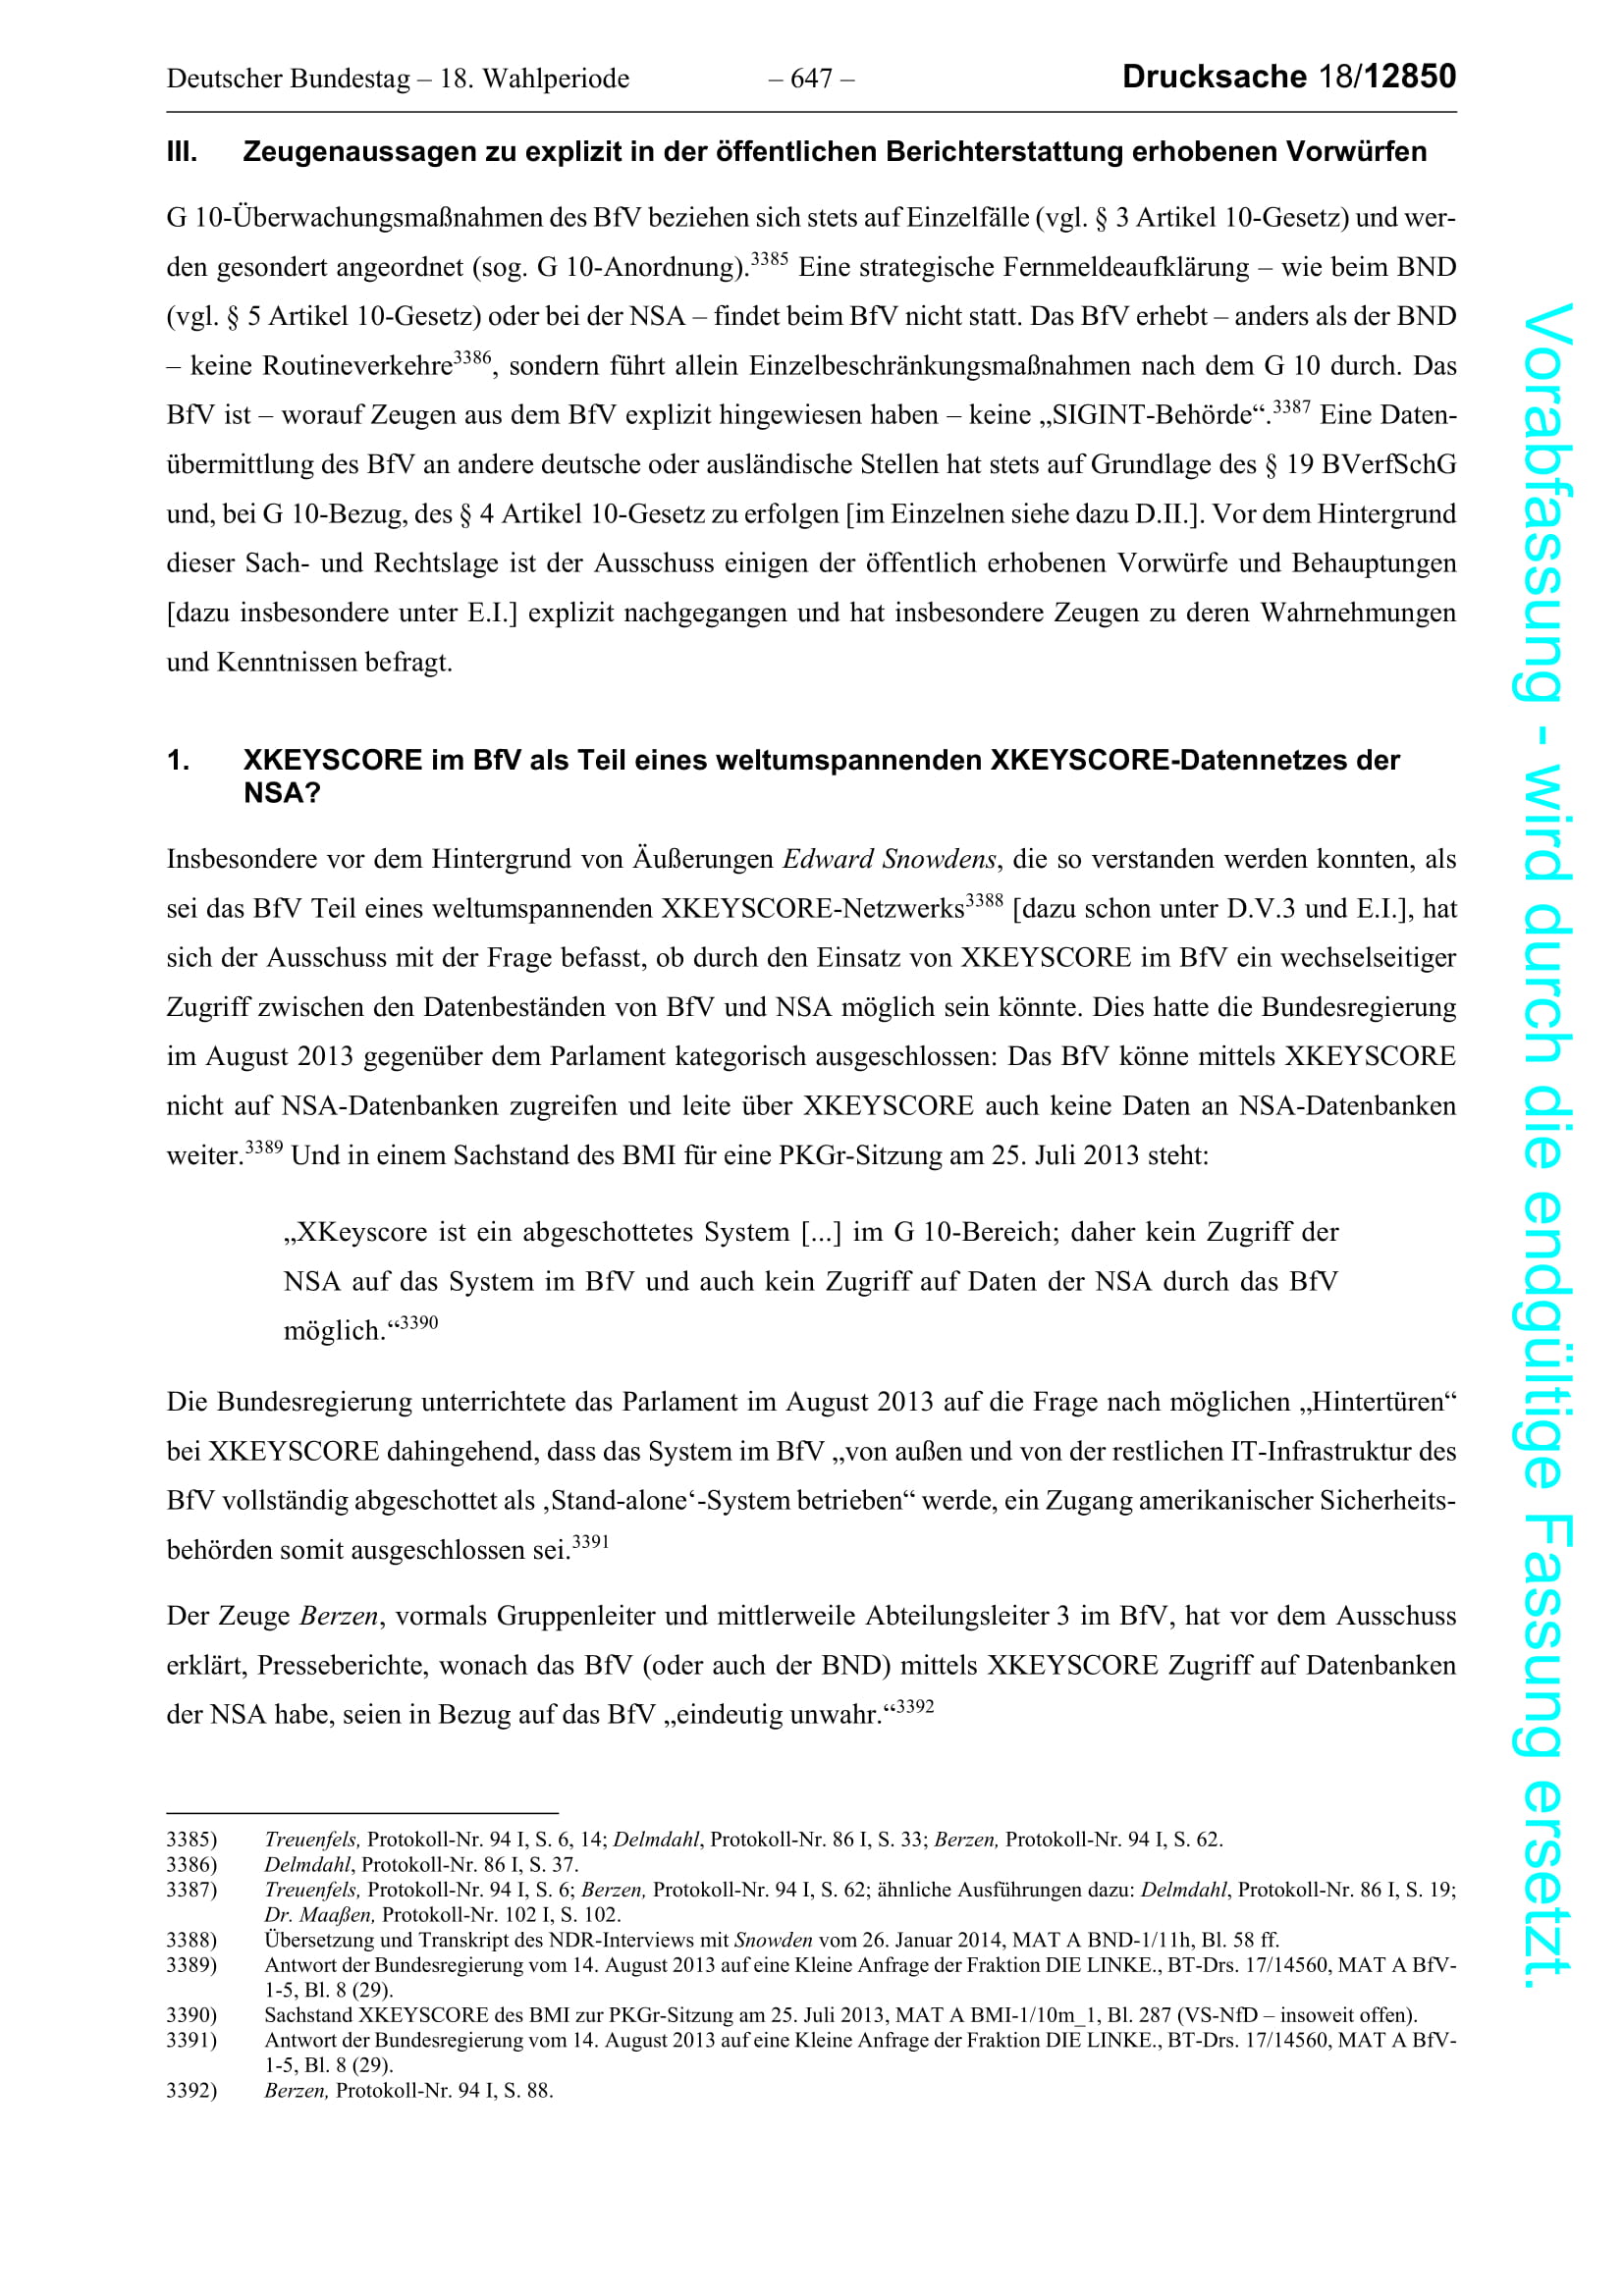 Deutscher Bundestag – 18. Wahlperiode – 647 – Drucksache 18/12850
III. Zeugenaussagen zu explizit in der öffentlichen Berichterstattung erhobenen Vorwürfen
G 10-Überwachungsmaßnahmen des BfV beziehen sich stets auf Einzelfälle (vgl. § 3 Artikel 10-Gesetz) und wer-
den gesondert angeordnet (sog. G 10-Anordnung).3385 Eine strategische Fernmeldeaufklärung – wie beim BND
(vgl. § 5 Artikel 10-Gesetz) oder bei der NSA – findet beim BfV nicht statt. Das BfV erhebt – anders als der BND
– keine Routineverkehre3386, sondern führt allein Einzelbeschränkungsmaßnahmen nach dem G 10 durch. Das
BfV ist – worauf Zeugen aus dem BfV explizit hingewiesen haben – keine „SIGINT-Behörde“.3387 Eine Daten-
übermittlung des BfV an andere deutsche oder ausländische Stellen hat stets auf Grundlage des § 19 BVerfSchG
und, bei G 10-Bezug, des § 4 Artikel 10-Gesetz zu erfolgen [im Einzelnen siehe dazu D.II.]. Vor dem Hintergrund
dieser Sach- und Rechtslage ist der Ausschuss einigen der öffentlich erhobenen Vorwürfe und Behauptungen
[dazu insbesondere unter E.I.] explizit nachgegangen und hat insbesondere Zeugen zu deren Wahrnehmungen
und Kenntnissen befragt.
1. XKEYSCORE im BfV als Teil eines weltumspannenden XKEYSCORE-Datennetzes der
NSA?
Insbesondere vor dem Hintergrund von Äußerungen Edward Snowdens, die so verstanden werden konnten, als
sei das BfV Teil eines weltumspannenden XKEYSCORE-Netzwerks3388 [dazu schon unter D.V.3 und E.I.], hat
sich der Ausschuss mit der Frage befasst, ob durch den Einsatz von XKEYSCORE im BfV ein wechselseitiger
Zugriff zwischen den Datenbeständen von BfV und NSA möglich sein könnte. Dies hatte die Bundesregierung
im August 2013 gegenüber dem Parlament kategorisch ausgeschlossen: Das BfV könne mittels XKEYSCORE
nicht auf NSA-Datenbanken zugreifen und leite über XKEYSCORE auch keine Daten an NSA-Datenbanken
weiter.3389 Und in einem Sachstand des BMI für eine PKGr-Sitzung am 25. Juli 2013 steht:
„XKeyscore ist ein abgeschottetes System [...] im G 10-Bereich; daher kein Zugriff der
NSA auf das System im BfV und auch kein Zugriff auf Daten der NSA durch das BfV
möglich.“3390
Die Bundesregierung unterrichtete das Parlament im August 2013 auf die Frage nach möglichen „Hintertüren“
bei XKEYSCORE dahingehend, dass das System im BfV „von außen und von der restlichen IT-Infrastruktur des
BfV vollständig abgeschottet als ‚Stand-alone‘-System betrieben“ werde, ein Zugang amerikanischer Sicherheits-
behörden somit ausgeschlossen sei.3391
Der Zeuge Berzen, vormals Gruppenleiter und mittlerweile Abteilungsleiter 3 im BfV, hat vor dem Ausschuss
erklärt, Presseberichte, wonach das BfV (oder auch der BND) mittels XKEYSCORE Zugriff auf Datenbanken
der NSA habe, seien in Bezug auf das BfV „eindeutig unwahr.“3392
3385) Treuenfels, Protokoll-Nr. 94 I, S. 6, 14; Delmdahl, Protokoll-Nr. 86 I, S. 33; Berzen, Protokoll-Nr. 94 I, S. 62.
3386) Delmdahl, Protokoll-Nr. 86 I, S. 37.
3387) Treuenfels, Protokoll-Nr. 94 I, S. 6; Berzen, Protokoll-Nr. 94 I, S. 62; ähnliche Ausführungen dazu: Delmdahl, Protokoll-Nr. 86 I, S. 19;
Dr. Maaßen, Protokoll-Nr. 102 I, S. 102.
3388) Übersetzung und Transkript des NDR-Interviews mit Snowden vom 26. Januar 2014, MAT A BND-1/11h, Bl. 58 ff.
3389) Antwort der Bundesregierung vom 14. August 2013 auf eine Kleine Anfrage der Fraktion DIE LINKE., BT-Drs. 17/14560, MAT A BfV-
1-5, Bl. 8 (29).
3390) Sachstand XKEYSCORE des BMI zur PKGr-Sitzung am 25. Juli 2013, MAT A BMI-1/10m_1, Bl. 287 (VS-NfD – insoweit offen).
3391) Antwort der Bundesregierung vom 14. August 2013 auf eine Kleine Anfrage der Fraktion DIE LINKE., BT-Drs. 17/14560, MAT A BfV-
1-5, Bl. 8 (29).
3392) Berzen, Protokoll-Nr. 94 I, S. 88.
Vorabfassung - wird durch die endgültige Fassung ersetzt.